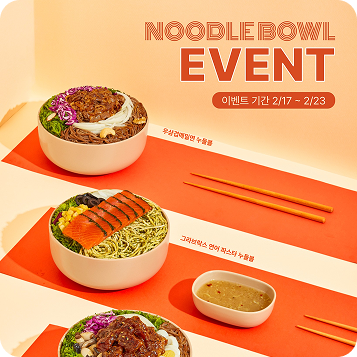 NOODLE BOWL
EVENT
이벤트 기간 2/17 ~ 2/23
우삼겹메밀면 누들볼
그라브락스 연어 파스타 누들볼